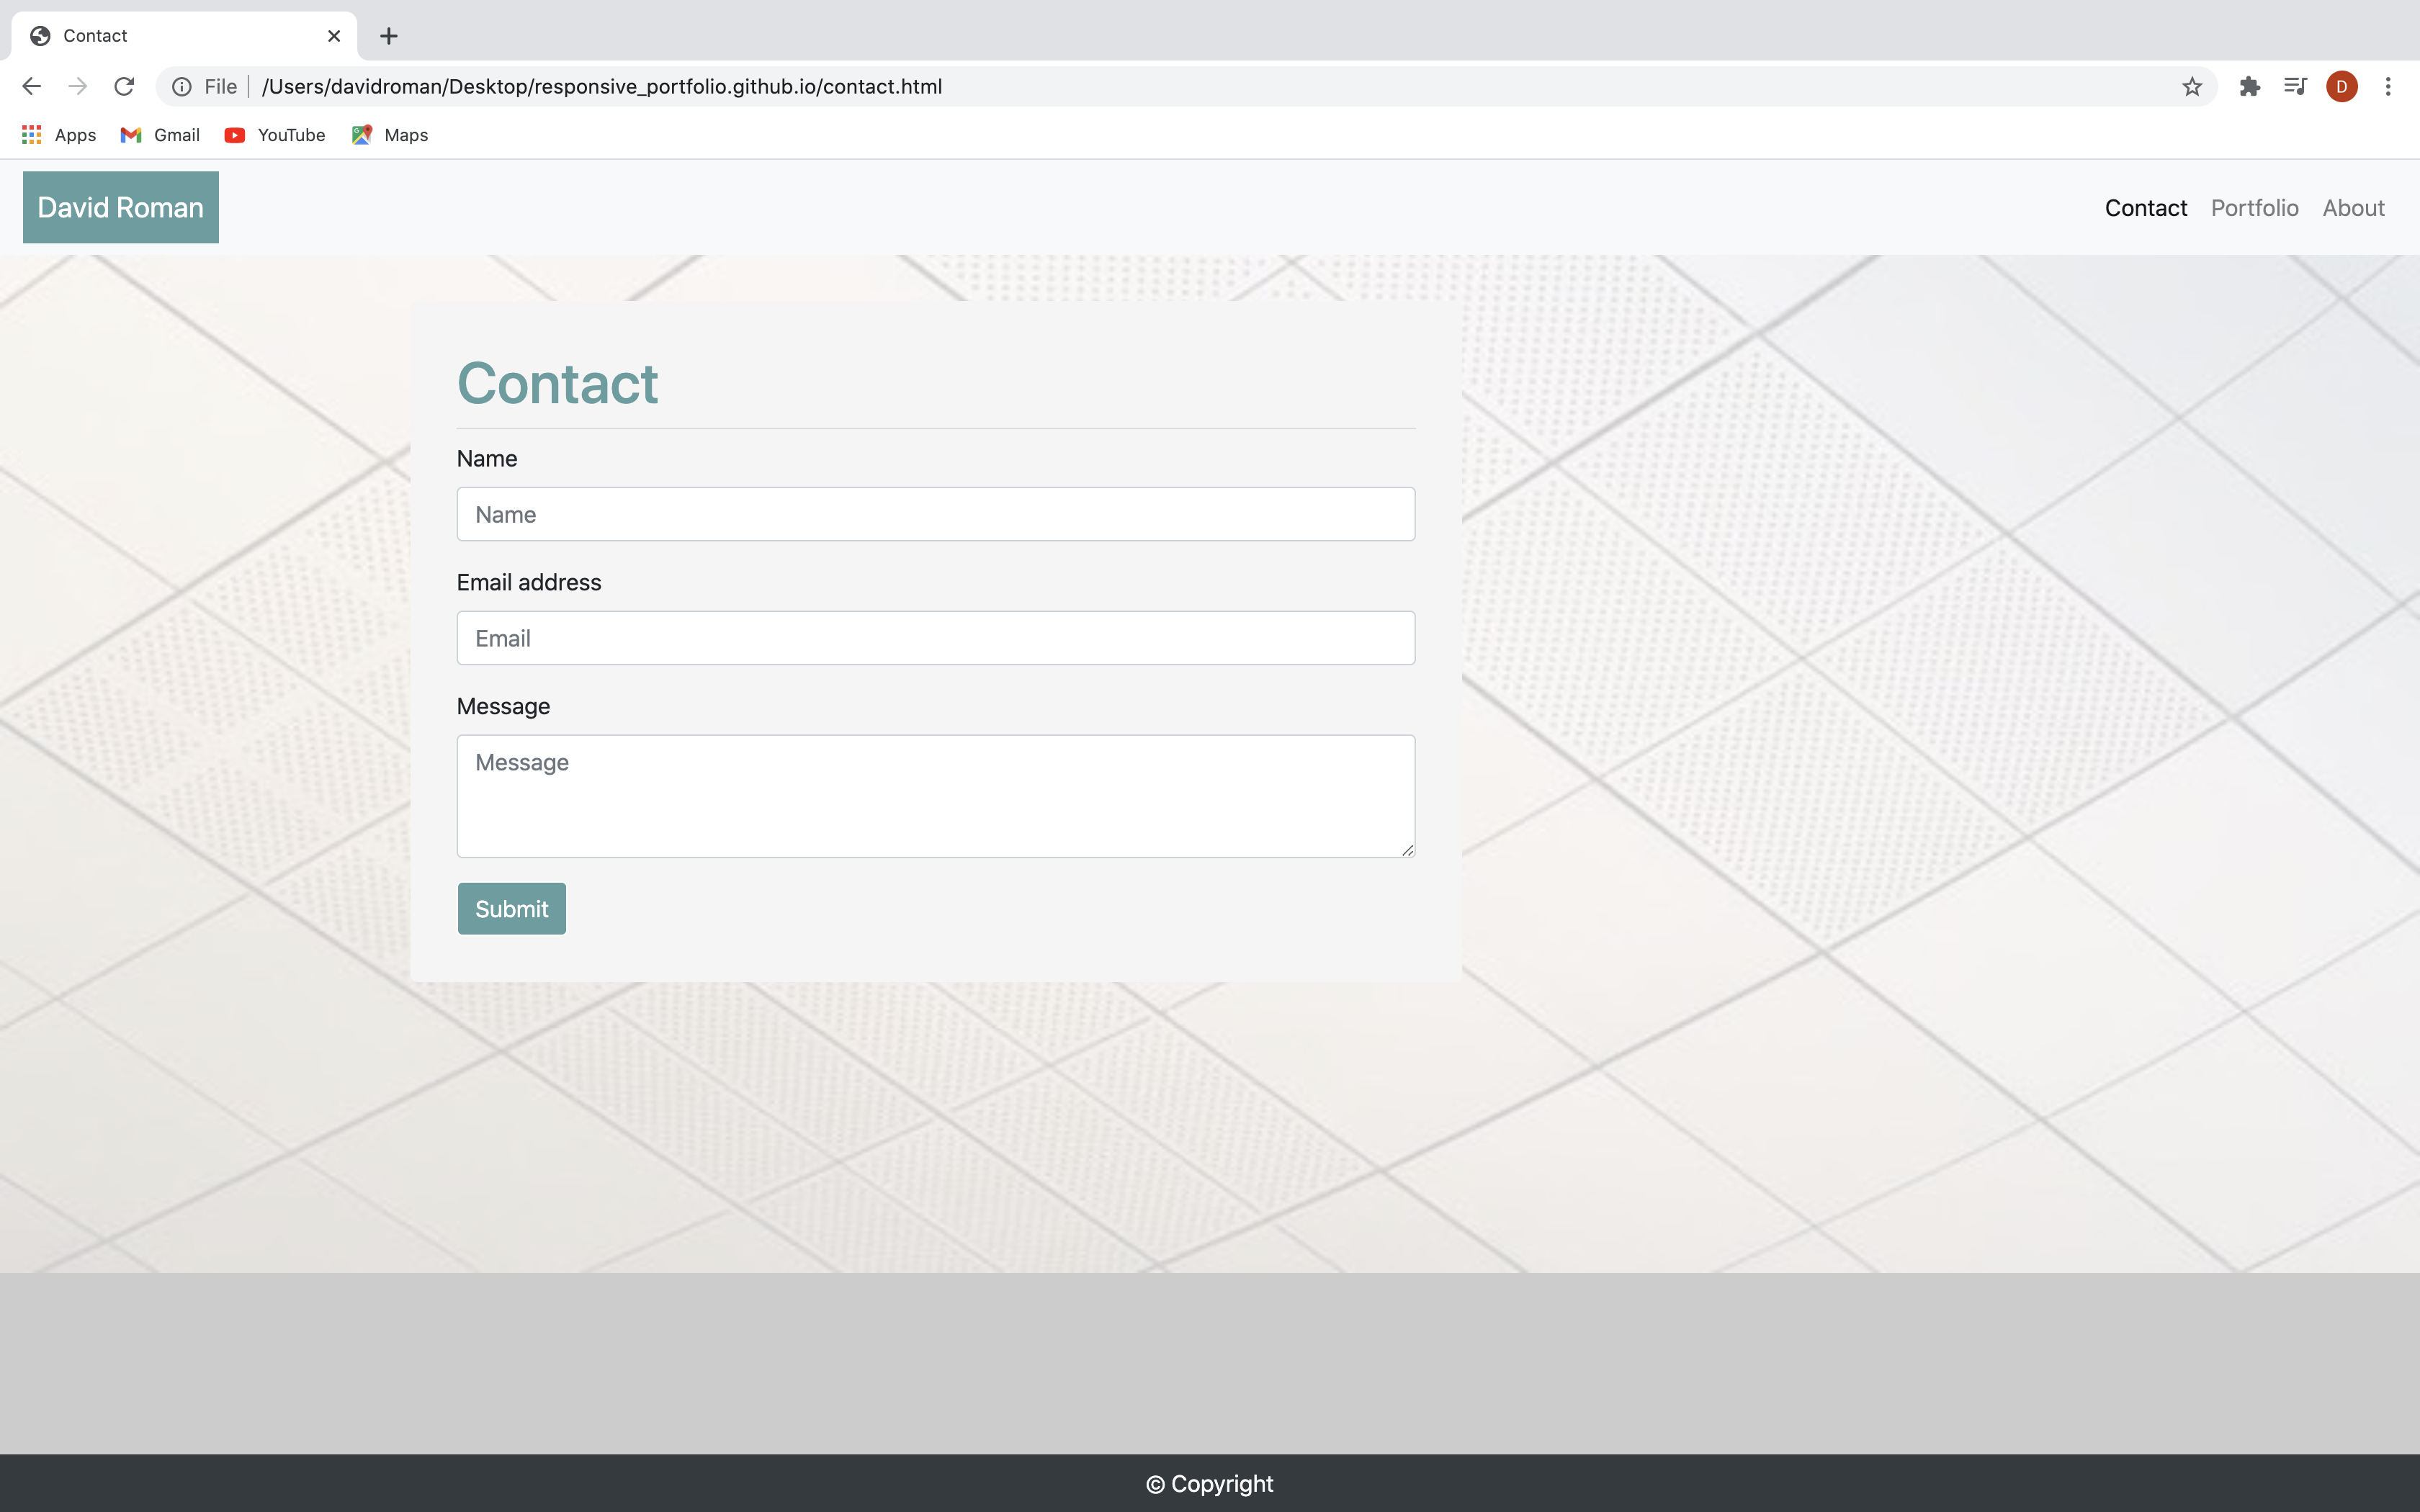 Contact
File /Users/davidroman/Desktop/responsive_portfolio.github.io/contact.html
D
Apps Gmail YouTube Maps
David Roman
Contact Portfolio About
Contact
Name
Name
Email address
Email
Message
Message
Submit
© Copyright